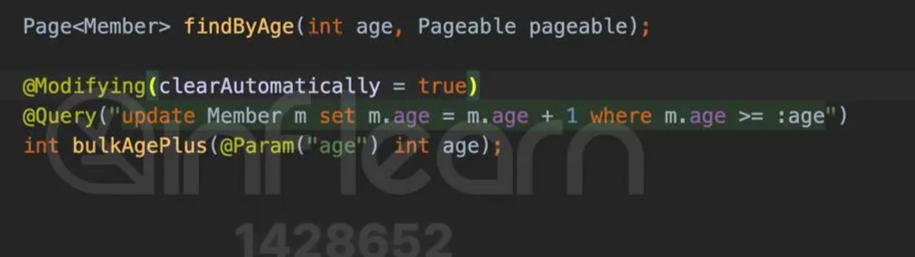 Page<Member> findByAge(int age, Pageable pageable);
@Modifying(clearAutomatically = true)
@Query("update Member m set m.age = m.age + 1 where m.age >= :age")
int bulkAgePlus(@Param("age") int age);
inflearn
1428652